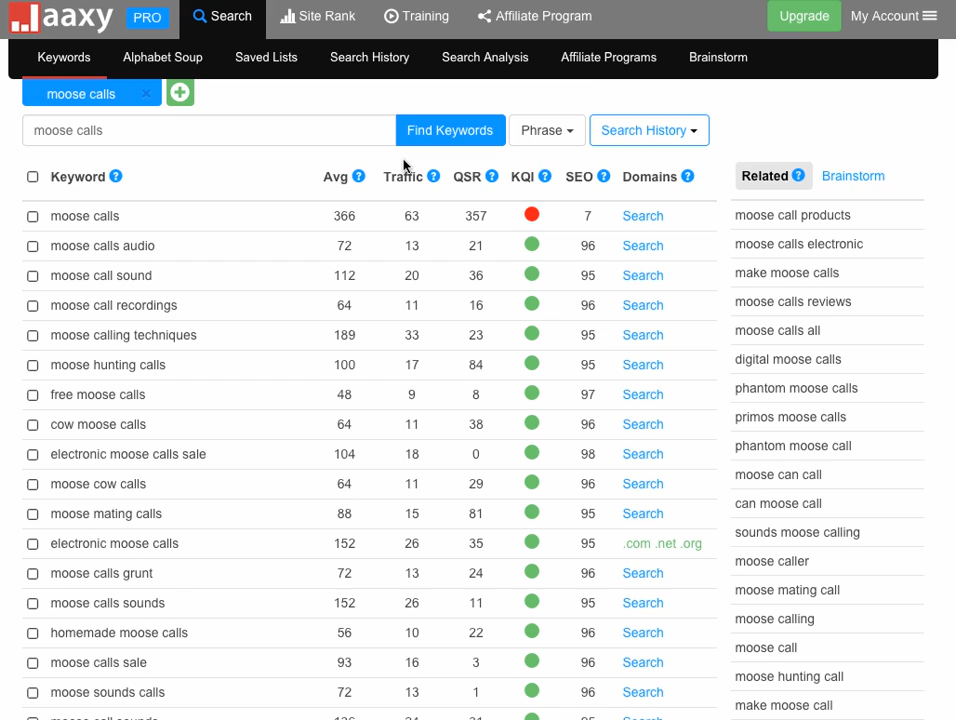 Jaaxy PRO Search Site Rank Training Affiliate Program Upgrade My Account
Keywords Alphabet Soup Saved Lists Search History Search Analysis Affiliate Programs Brainstorm
moose calls ×
moose calls Find Keywords Phrase Search History
Keyword ? Avg ? Traffic ? QSR ? KQI ? SEO ? Domains ?
moose calls 366 63 357 7 Search
moose calls audio 72 13 21 96 Search
moose call sound 112 20 36 95 Search
moose call recordings 64 11 16 96 Search
moose calling techniques 189 33 23 95 Search
moose hunting calls 100 17 84 95 Search
free moose calls 48 9 8 97 Search
cow moose calls 64 11 38 96 Search
electronic moose calls sale 104 18 0 98 Search
moose cow calls 64 11 29 96 Search
moose mating calls 88 15 81 95 Search
electronic moose calls 152 26 35 95 .com .net .org
moose calls grunt 72 13 24 96 Search
moose calls sounds 152 26 11 95 Search
homemade moose calls 56 10 22 96 Search
moose calls sale 93 16 3 96 Search
moose sounds calls 72 13 1 96 Search
Related ? Brainstorm
moose call products
moose calls electronic
make moose calls
moose calls reviews
moose calls all
digital moose calls
phantom moose calls
primos moose calls
phantom moose call
moose can call
can moose call
sounds moose calling
moose caller
moose mating call
moose calling
moose call
moose hunting call
make moose call